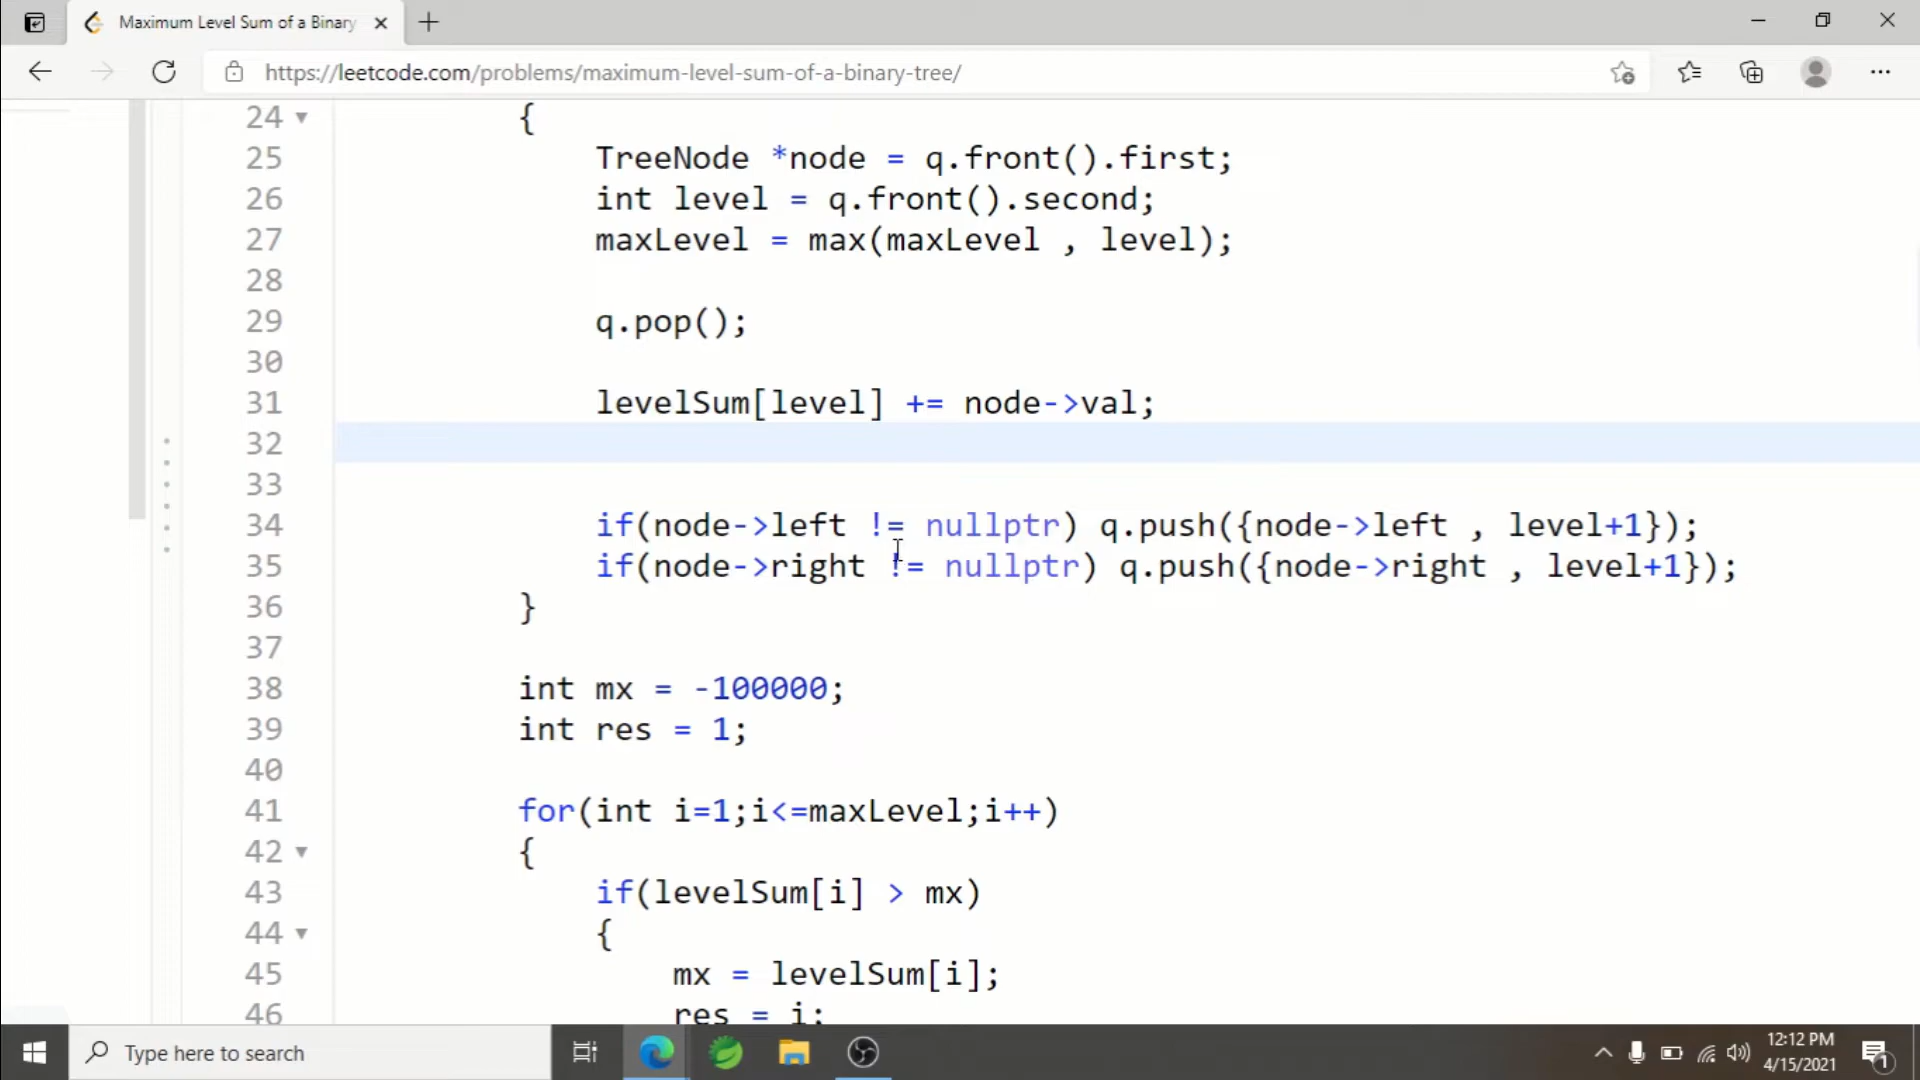 Maximum Level Sum of a Binary
https://leetcode.com/problems/maximum-level-sum-of-a-binary-tree/
24 {
25 TreeNode *node = q.front().first;
26 int level = q.front().second;
27 maxLevel = max(maxLevel , level);
28
29 q.pop();
30
31 levelSum[level] += node->val;
32
33
34 if(node->left != nullptr) q.push({node->left , level+1});
35 if(node->right != nullptr) q.push({node->right , level+1});
36 }
37
38 int mx = -100000;
39 int res = 1;
40
41 for(int i=1;i<=maxLevel;i++)
42 {
43 if(levelSum[i] > mx)
44 {
45 mx = levelSum[i];
46 res = i;
Type here to search
12:12 PM
4/15/2021
1